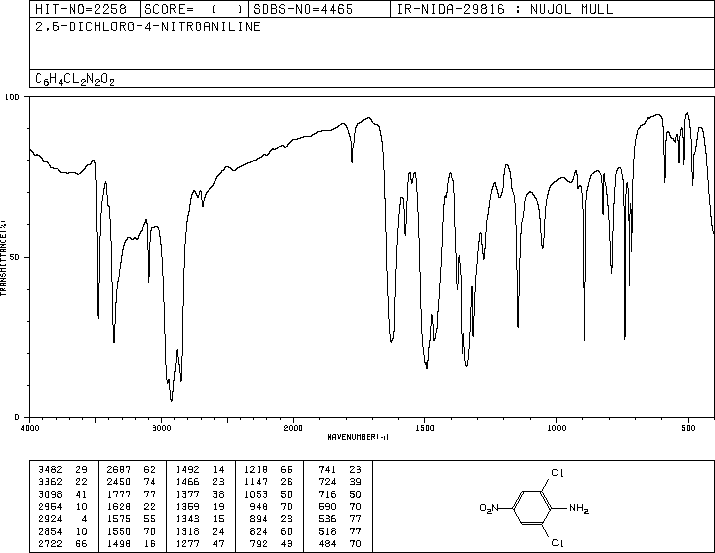 HIT-NO=2258 SCORE= ( ) SDBS-NO=4465 IR-NIDA-29816 : NUJOL MULL
2,6-DICHLORO-4-NITROANILINE
C6H4CL2N2O2
100
50
0
TRANSMITTANCE(%)
4000 3000 2000 1500 1000 500
WAVENUMBER(-1)
3482 29 2687 62 1492 14 1218 66 741 23
3362 22 2450 74 1466 23 1147 26 724 39
3098 41 1777 77 1377 38 1053 50 716 50
2954 10 1628 22 1359 19 948 70 590 70
2924 4 1575 55 1343 15 894 23 536 77
2854 10 1550 70 1318 24 824 60 518 77
2722 66 1498 16 1277 47 792 43 484 70
Cl
O2N
NH2
Cl